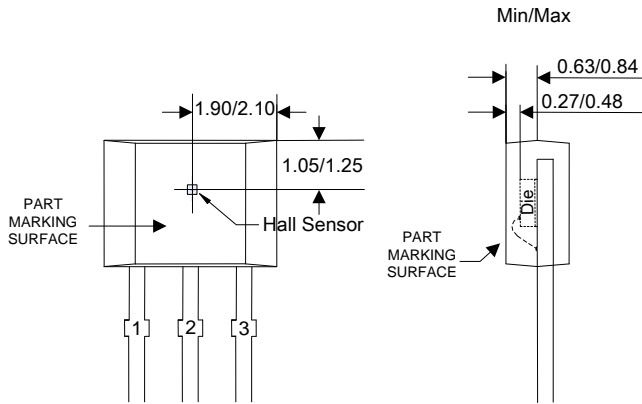 Min/Max
0.63/0.84
0.27/0.48
1.90/2.10
1.05/1.25
PART
MARKING
SURFACE
Hall Sensor
Die
PART
MARKING
SURFACE
1 2 3